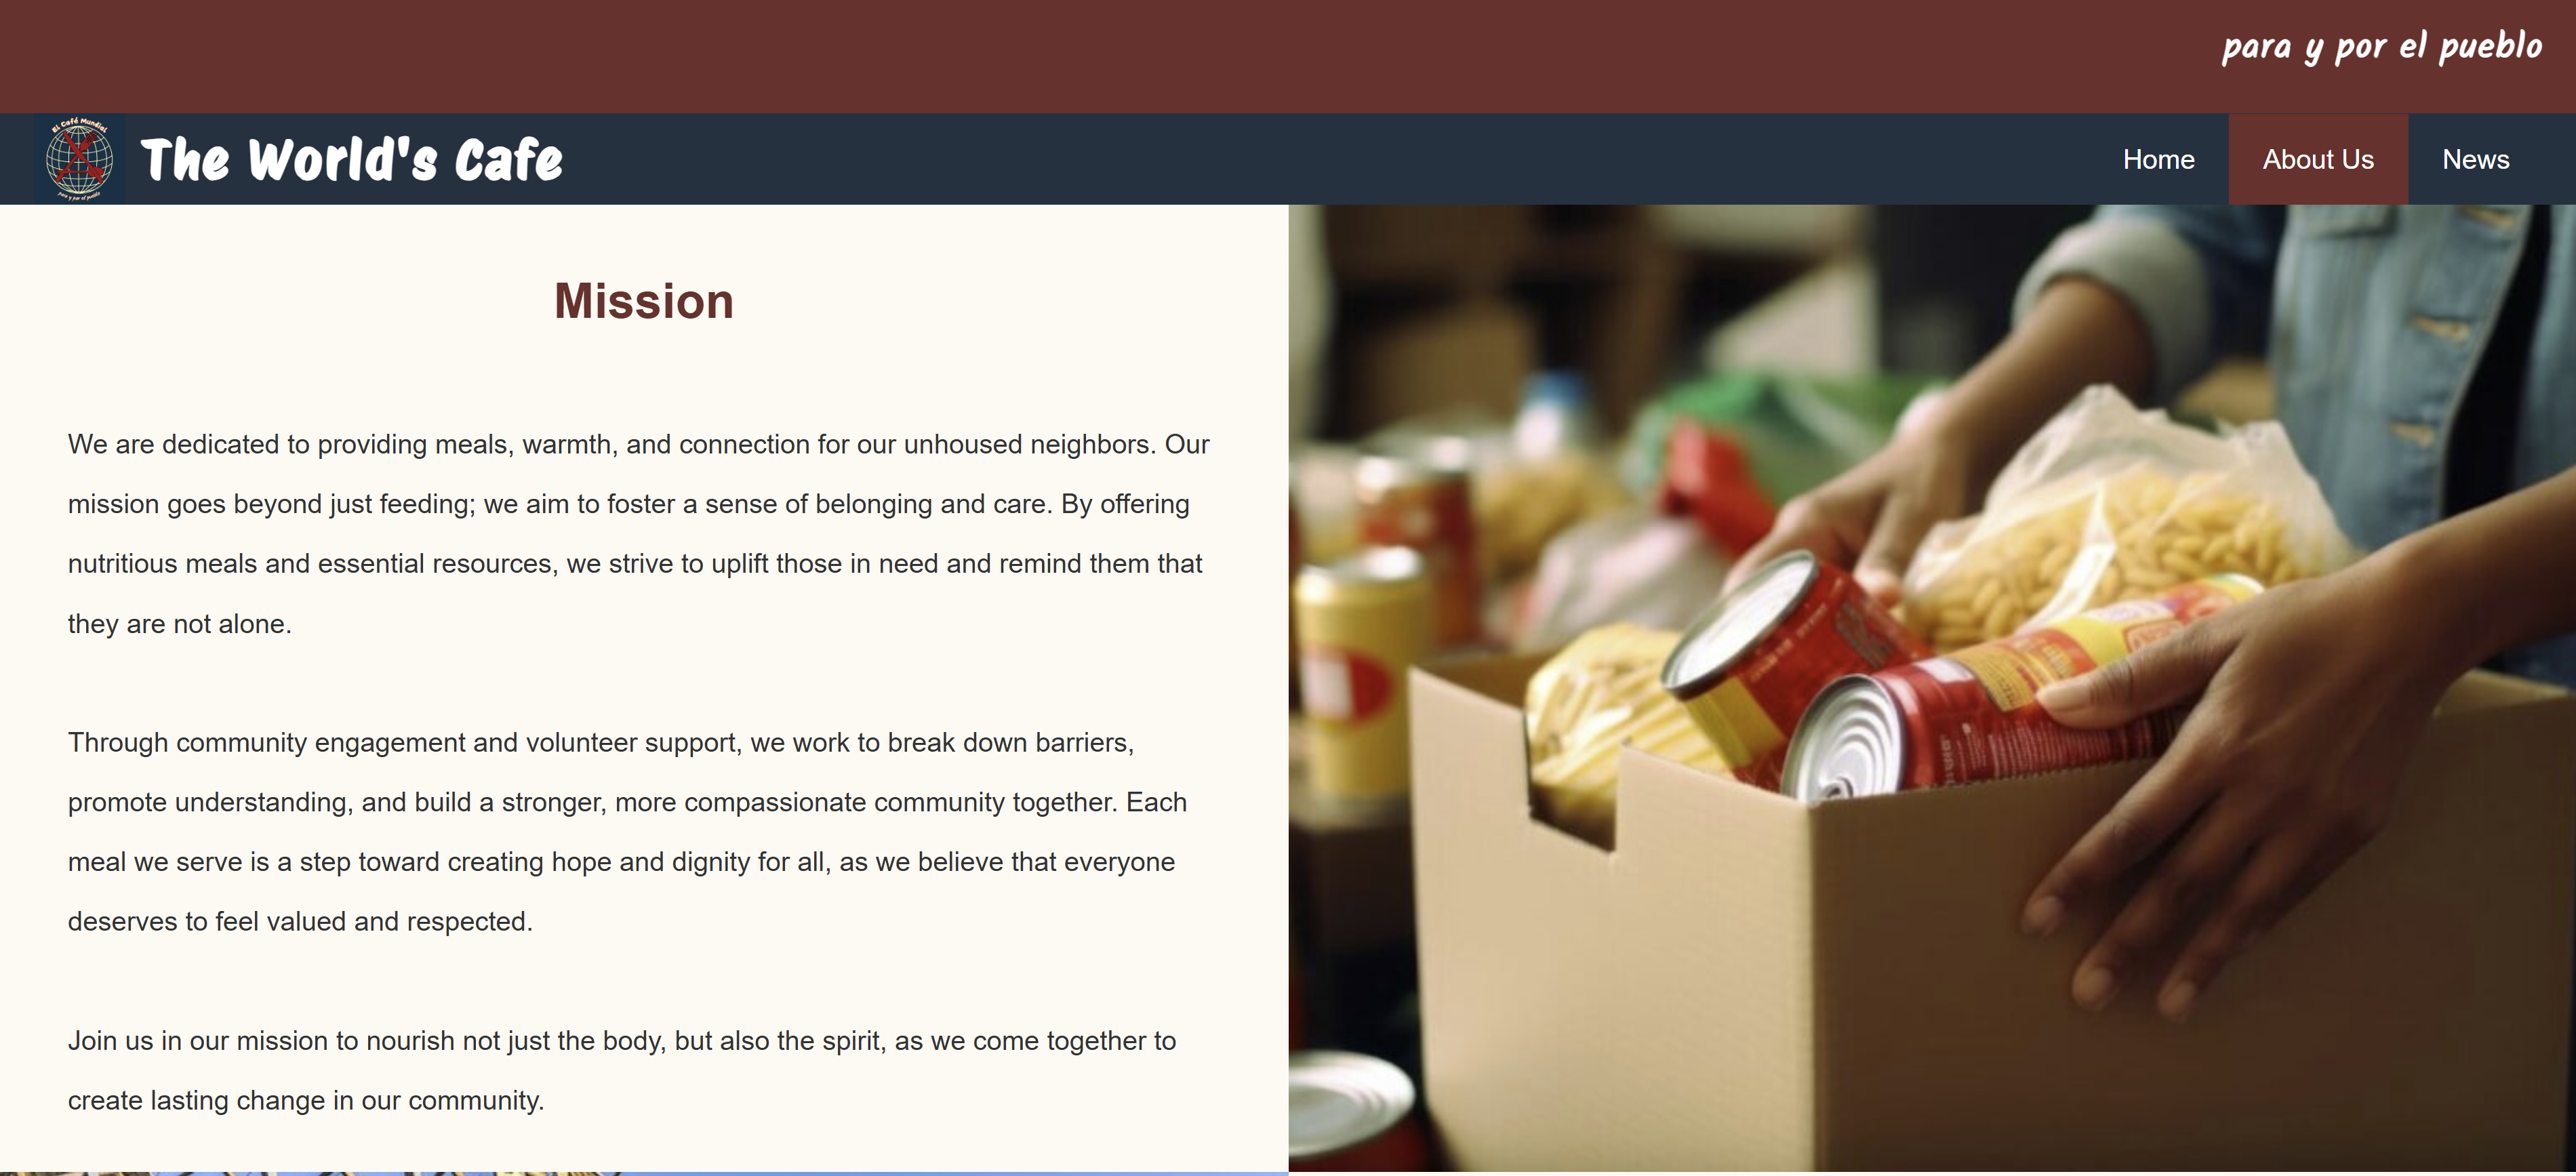 para y por el pueblo
El Café Mundial
para y por el pueblo
The World's Cafe
Home
About Us
News
Mission
We are dedicated to providing meals, warmth, and connection for our unhoused neighbors. Our
mission goes beyond just feeding; we aim to foster a sense of belonging and care. By offering
nutritious meals and essential resources, we strive to uplift those in need and remind them that
they are not alone.
Through community engagement and volunteer support, we work to break down barriers,
promote understanding, and build a stronger, more compassionate community together. Each
meal we serve is a step toward creating hope and dignity for all, as we believe that everyone
deserves to feel valued and respected.
Join us in our mission to nourish not just the body, but also the spirit, as we come together to
create lasting change in our community.